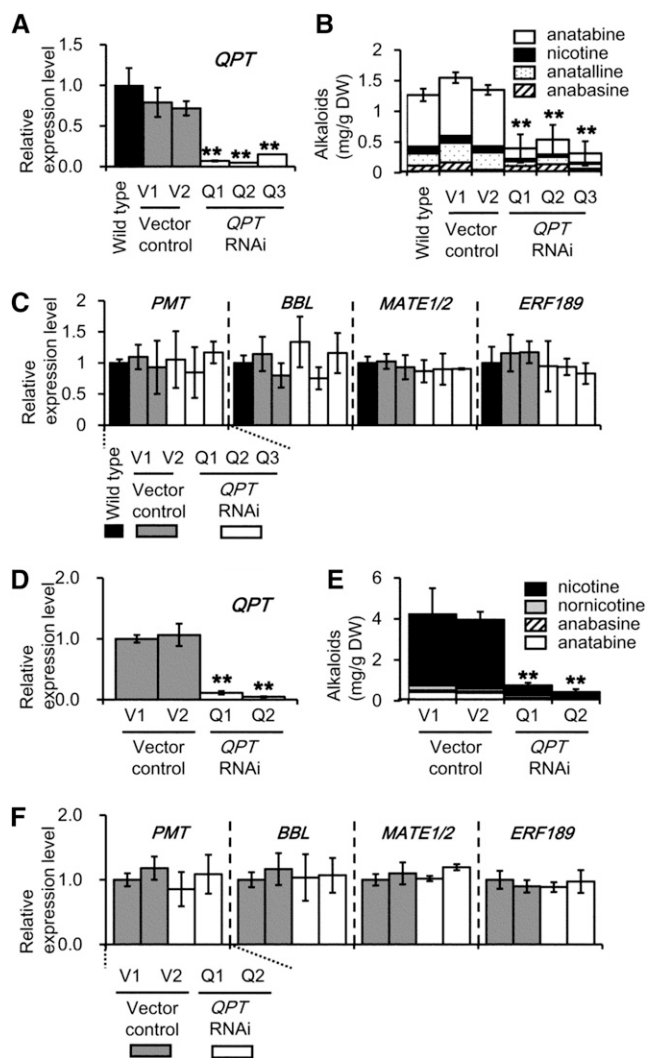 A
QPT
Relative expression level
1.5
1.0
0.5
0.0
** ** **
Wild type V1 V2 Q1 Q2 Q3
Vector control
QPT RNAi
B
anatabine
nicotine
anatalline
anabasine
Alkaloids (mg/g DW)
2
1.5
1
0.5
0
** ** **
Wild type V1 V2 Q1 Q2 Q3
Vector control
QPT RNAi
C
PMT BBL MATE1/2 ERF189
Relative expression level
2
1.5
1
0.5
0
Wild type V1 V2 Q1 Q2 Q3
Vector control
QPT RNAi
D
QPT
Relative expression level
2.0
1.0
0.0
** **
V1 V2 Q1 Q2
Vector control
QPT RNAi
E
nicotine
nornicotine
anabasine
anatabine
Alkaloids (mg/g DW)
6
4
2
0
** **
V1 V2 Q1 Q2
Vector control
QPT RNAi
F
PMT BBL MATE1/2 ERF189
Relative expression level
2.0
1.0
0.0
V1 V2 Q1 Q2
Vector control
QPT RNAi